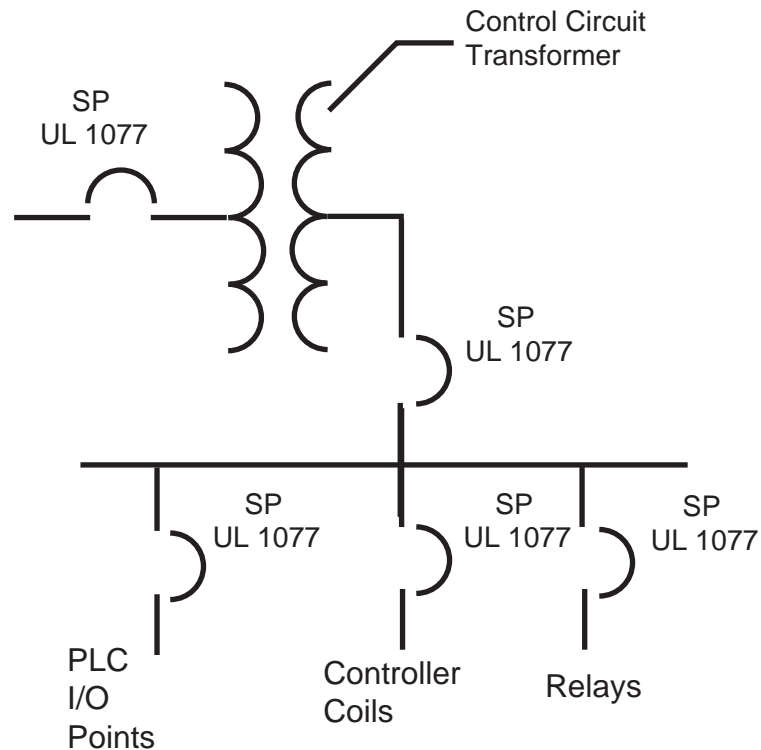 Control Circuit
Transformer
SP
UL 1077
SP
UL 1077
SP
UL 1077
SP
UL 1077
SP
UL 1077
PLC
I/O
Points
Controller
Coils
Relays